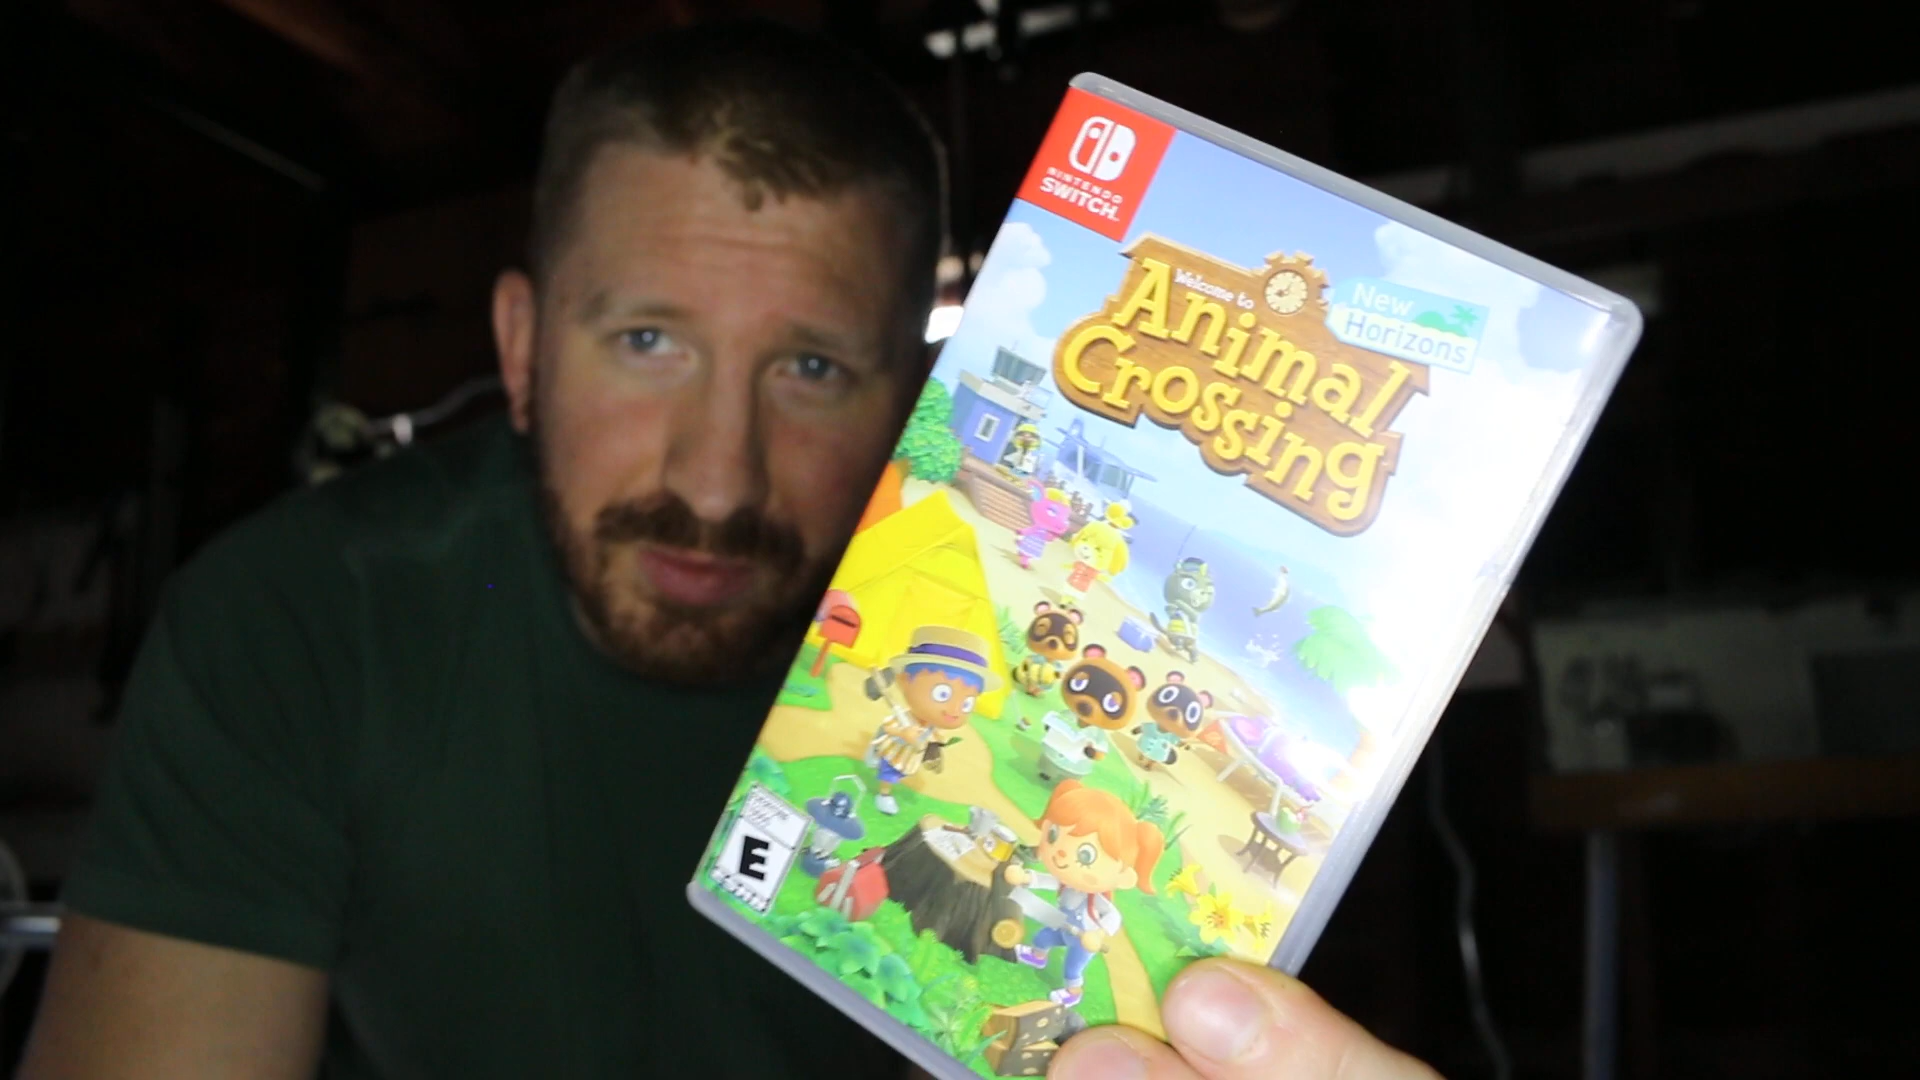 NINTENDO
SWITCH
Welcome to
Animal
Crossing
New
Horizons
E